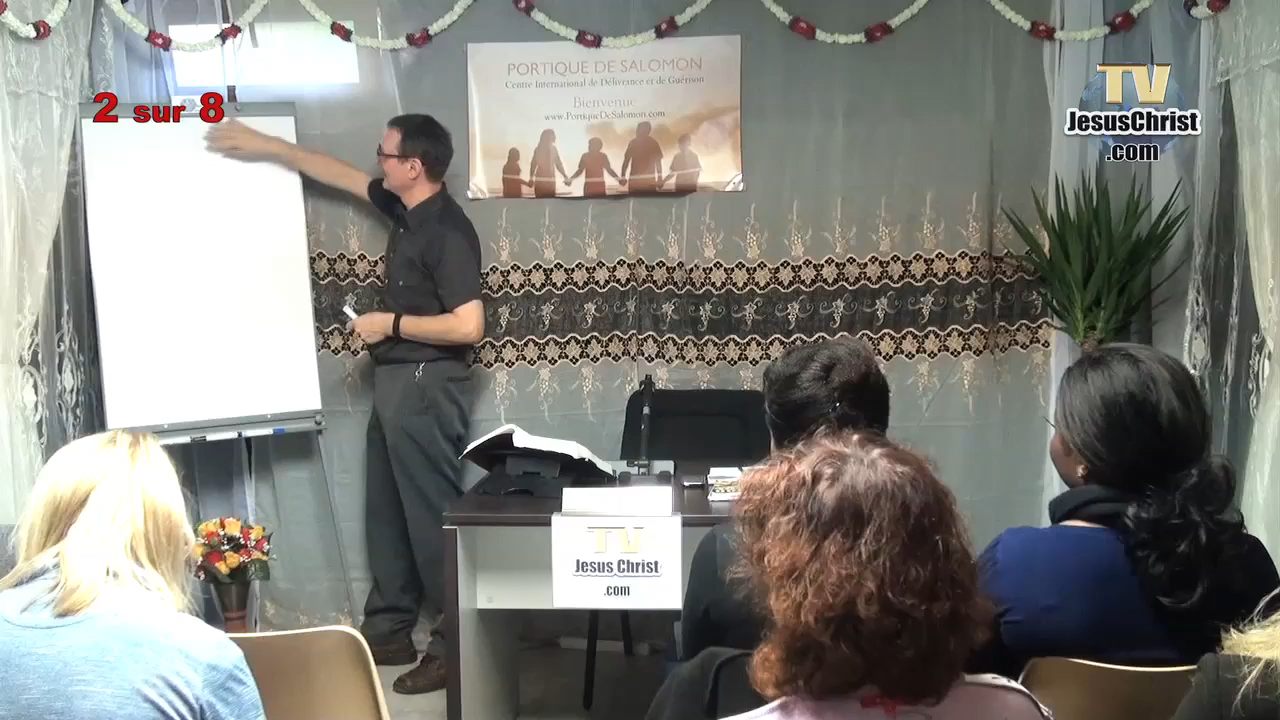 2 sur 8
PORTIQUE DE SALOMON
Centre International de Délivrance et de Guérison
Bienvenue
www.PortiqueDeSalomon.com
TV
JesusChrist
.com
TV
Jesus Christ
.com